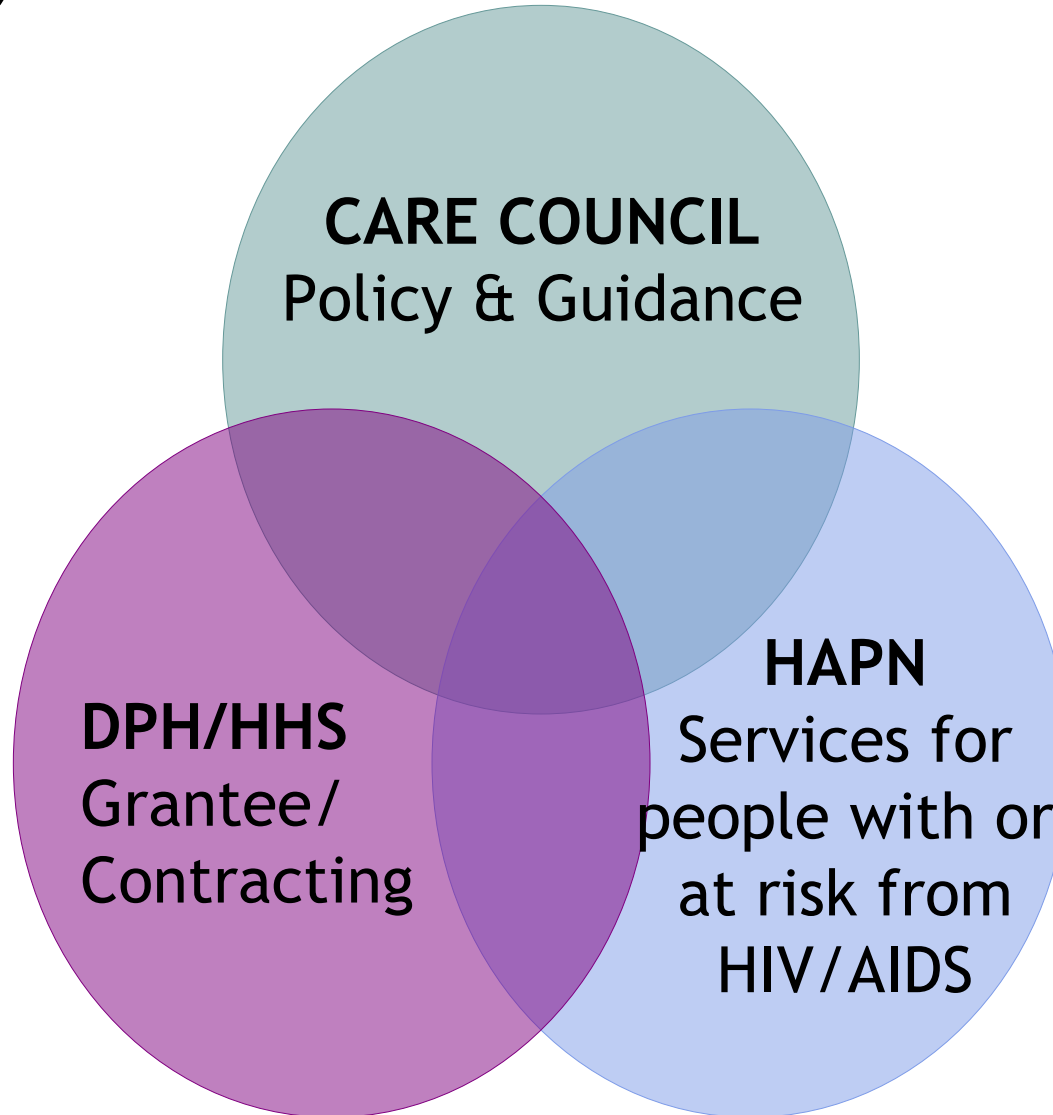 CARE COUNCIL
Policy & Guidance
DPH/HHS
Grantee/
Contracting
HAPN
Services for
people with or
at risk from
HIV/AIDS